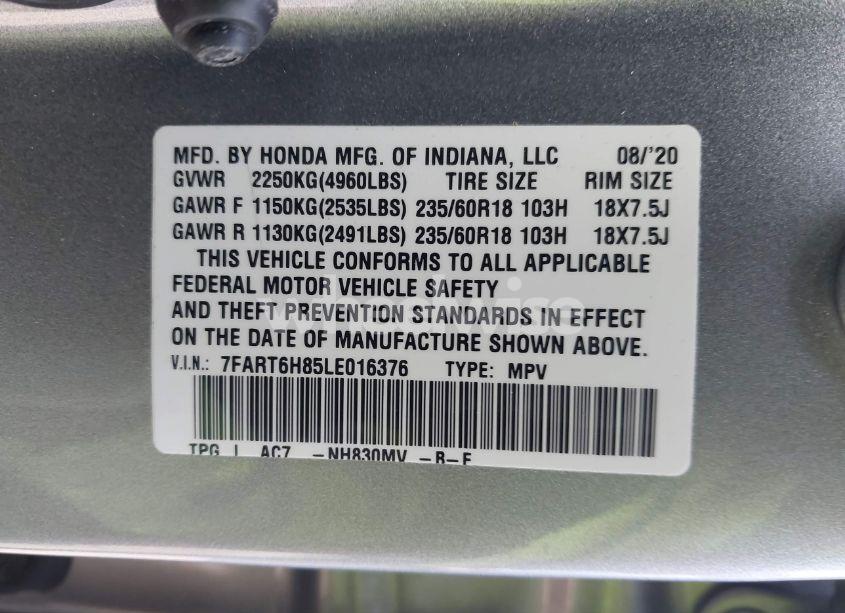 MFD. BY HONDA MFG. OF INDIANA, LLC 08/'20
GVWR 2250KG(4960LBS) TIRE SIZE RIM SIZE
GAWR F 1150KG(2535LBS) 235/60R18 103H 18X7.5J
GAWR R 1130KG(2491LBS) 235/60R18 103H 18X7.5J
THIS VEHICLE CONFORMS TO ALL APPLICABLE
FEDERAL MOTOR VEHICLE SAFETY
AND THEFT PREVENTION STANDARDS IN EFFECT
ON THE DATE OF MANUFACTURE SHOWN ABOVE.
V.I.N.: 7FART6H85LE016376 TYPE: MPV
TPG AC7 -NH830MV -B-
wheelwise